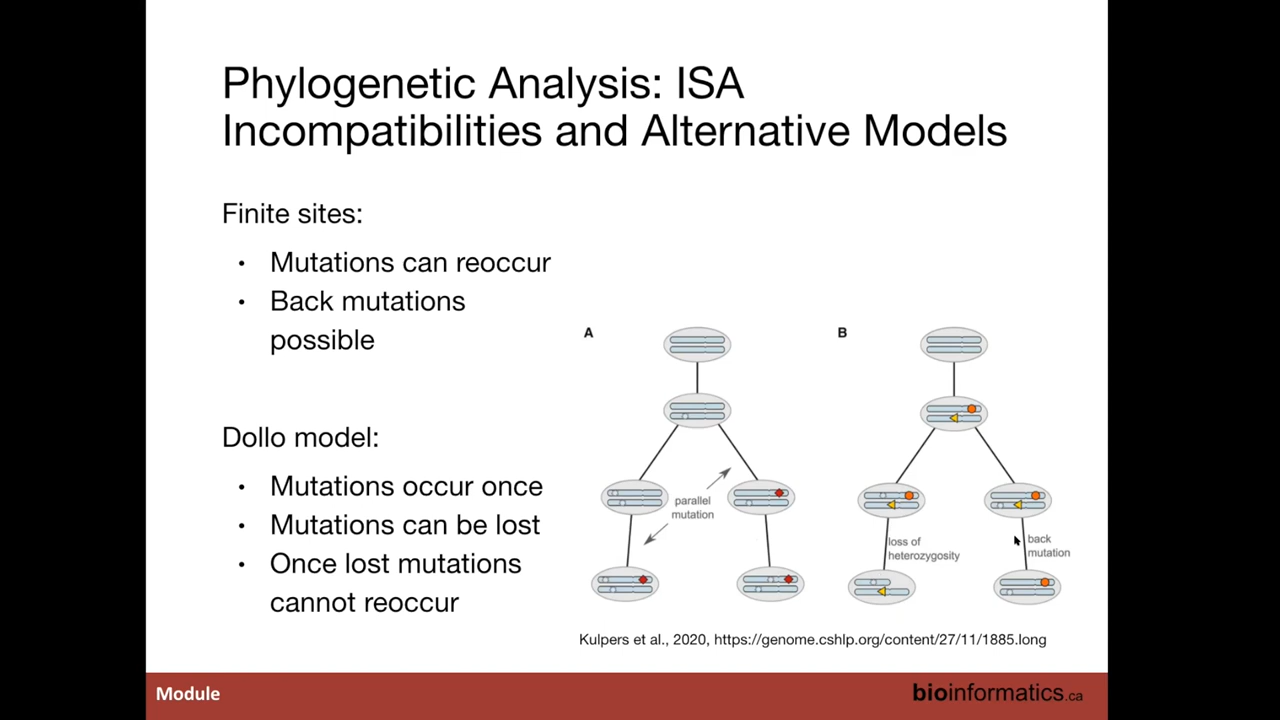 Phylogenetic Analysis: ISA
Incompatibilities and Alternative Models
Finite sites:
• Mutations can reoccur
• Back mutations
possible
Dollo model:
• Mutations occur once
• Mutations can be lost
• Once lost mutations
cannot reoccur
A
parallel
mutation
B
loss of
heterozygosity
back
mutation
Kulpers et al., 2020, https://genome.cshlp.org/content/27/11/1885.long
Module
bioinformatics.ca